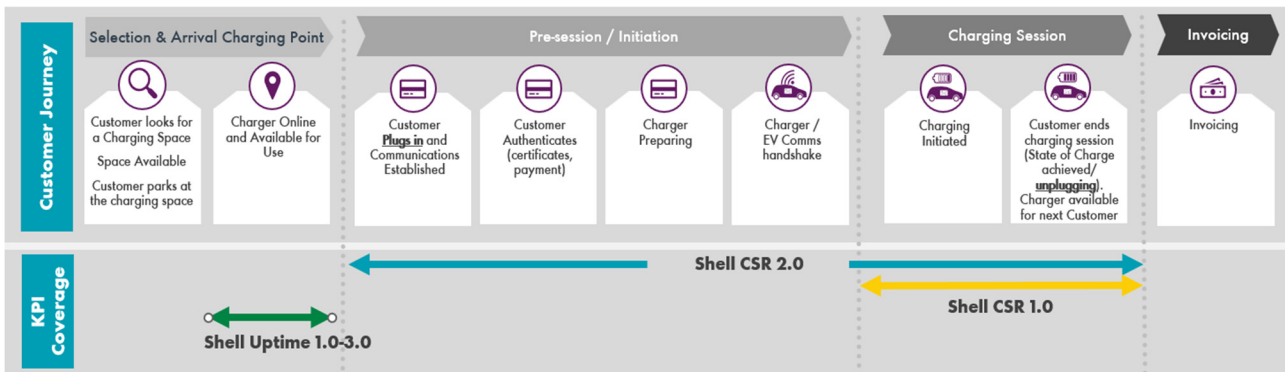 Customer Journey
Selection & Arrival Charging Point
Pre-session / Initiation
Charging Session
Invoicing
Customer looks for
a Charging Space
Space Available
Customer parks at
the charging space
Charger Online
and Available for
Use
Customer
Plugs in and
Communications
Established
Customer
Authenticates
(certificates,
payment)
Charger
Preparing
Charger /
EV Comms
handshake
Charging
Initiated
Customer ends
charging session
(State of Charge
achieved/
unplugging).
Charger available
for next Customer
Invoicing
KPI
Coverage
Shell CSR 2.0
Shell CSR 1.0
Shell Uptime 1.0-3.0